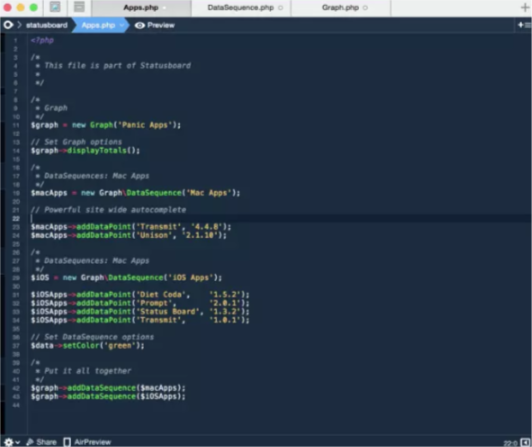 Apps.php
DataSequence.php
Graph.php
statusboard
Apps.php
Preview
1 <?php
2
3 /*
4 * This file is part of Statusboard
5 *
6 */
7
8 /*
9 * Graph
10 */
11 $graph = new Graph("Panic Apps");
12
13 // Set Graph options
14 $graph->displayTotals();
15
16 /*
17 * DataSequences: Mac Apps
18 */
19 $macApps = new Graph\DataSequence('Mac Apps');
20
21 // Powerful site wide autocomplete
22
23 $macApps->addDataPoint('Transmit', '4.4.8');
24 $macApps->addDataPoint('Unison', '2.1.10');
25
26 /*
27 * DataSequences: Mac Apps
28 */
29 $iOS = new Graph\DataSequence('iOS Apps');
30
31 $iOSApps->addDataPoint('Diet Coda', '1.5.2');
32 $iOSApps->addDataPoint('Prompt', '2.0.1');
33 $iOSApps->addDataPoint('Status Board', '1.3.2');
34 $iOSApps->addDataPoint('Transmit', '1.0.1');
35
36 // Set DataSequence options
37 $data->setColor('green');
38
39 /*
40 * Put it all together
41 */
42 $graph->addDataSequence($macApps);
43 $graph->addDataSequence($iOSApps);
44
Share
AirPreview
22:0